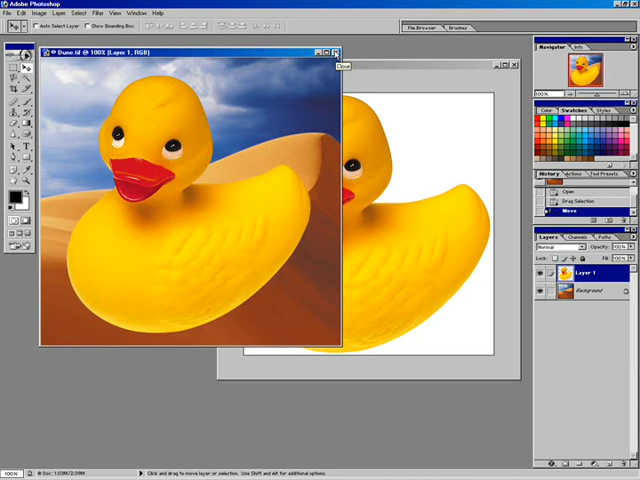 Adobe Photoshop
File Edit Image Layer Select Filter View Window Help
Auto Select Layer Show Bounding Box
File Browser Brushes
Dune.tif @ 100% (Layer 1, RGB)
Close
Navigator Info
100%
Color Swatches Styles
History Actions Tool Presets
Open
Drag Selection
Move
Layers Channels Paths
Normal Opacity: 100%
Lock: Fill: 100%
Layer 1
Background
100% Doc: 1.03M/2.09M Click and drag to move layer or selection. Use Shift and Alt for additional options.